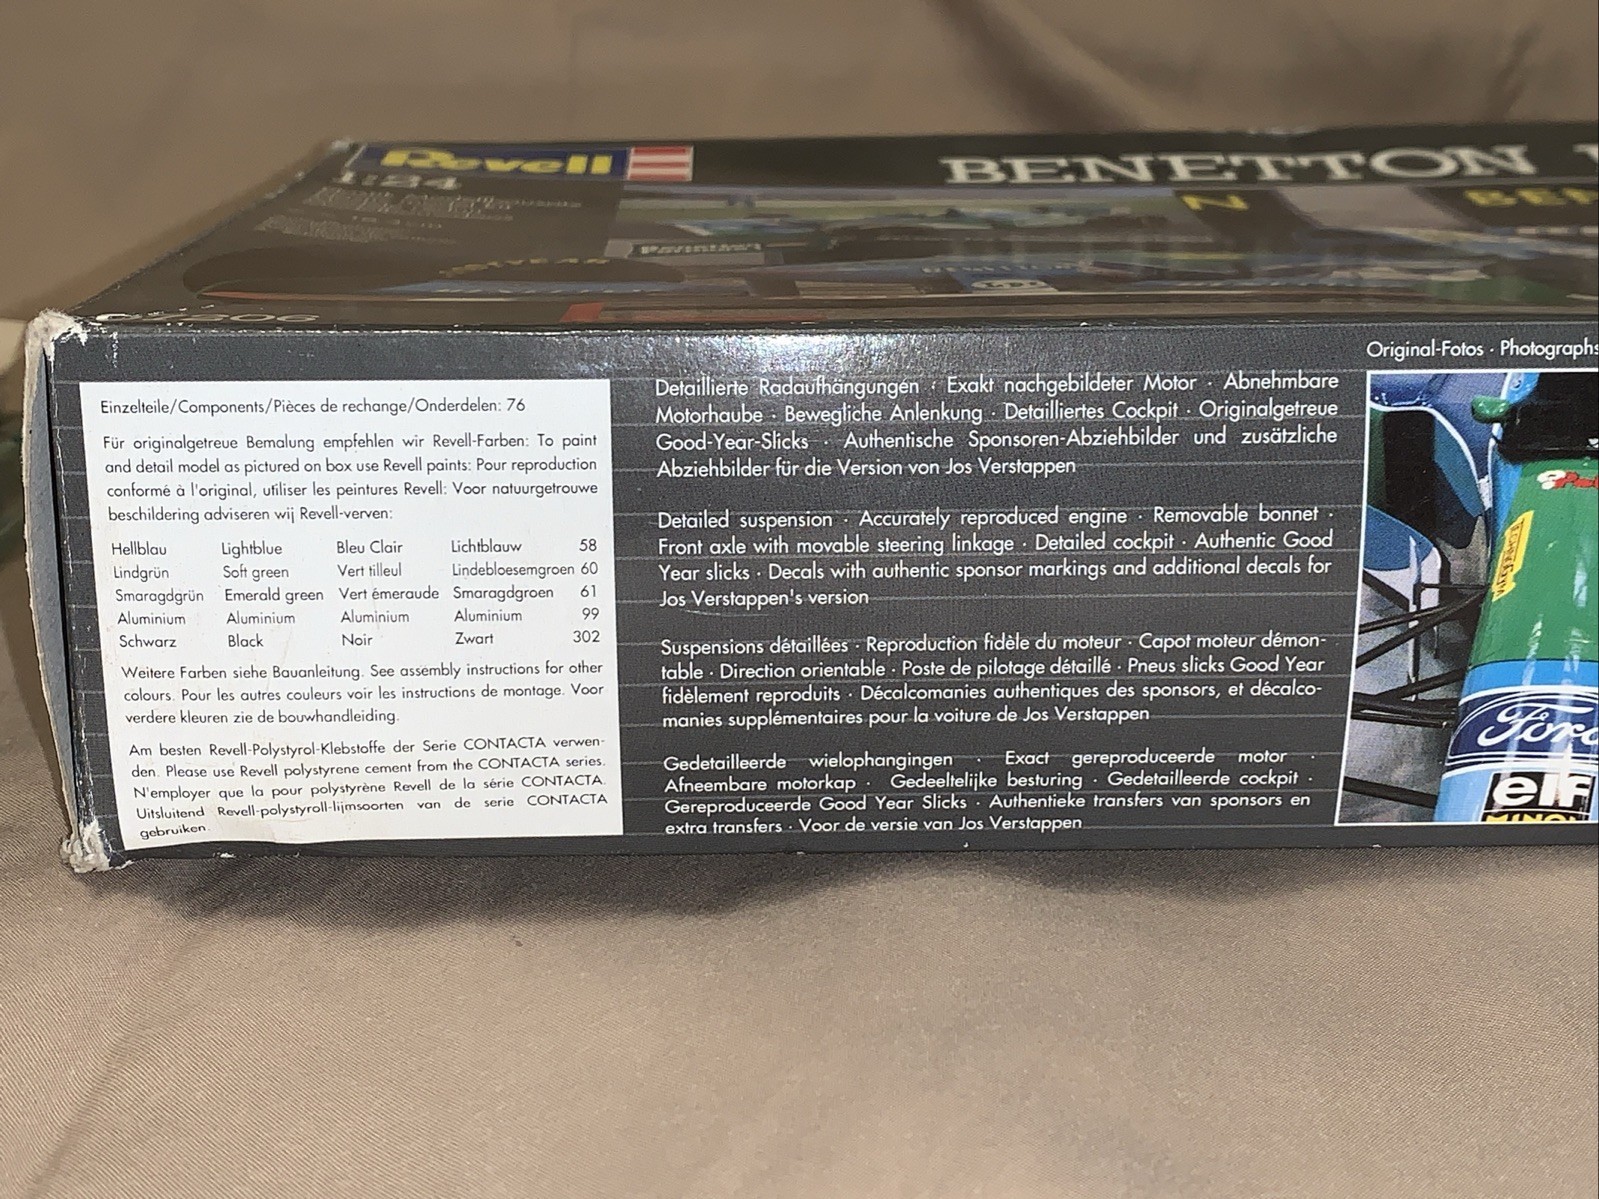 Revell
1:24
BENETTON
Einzelteile/Components/Pièces de rechange/Onderdelen: 76
Für originalgetreue Bemalung empfehlen wir Revell-Farben: To paint
and detail model as pictured on box use Revell paints: Pour reproduction
conformé à l'original, utiliser les peintures Revell: Voor natuurgetrouwe
beschildering adviseren wij Revell-verven:
Hellblau Lightblue Bleu Clair Lichtblauw 58
Lindgrün Soft green Vert tilleul Lindebloesemgroen 60
Smaragdgrün Emerald green Vert émeraude Smaragdgroen 61
Aluminium Aluminium Aluminium Aluminium 99
Schwarz Black Noir Zwart 302
Weitere Farben siehe Bauanleitung. See assembly instructions for other
colours. Pour les autres couleurs voir les instructions de montage. Voor
verdere kleuren zie de bouwhandleiding.
Am besten Revell-Polystyrol-Klebstoffe der Serie CONTACTA verwen-
den. Please use Revell polystyrene cement from the CONTACTA series.
N'employer que la pour polystyrène Revell de la série CONTACTA.
Uitsluitend Revell-polystyroll-lijmsoorten van de serie CONTACTA
gebruiken.
Detaillierte Radaufhängungen · Exakt nachgebildeter Motor · Abnehmbare
Motorhaube · Bewegliche Anlenkung · Detailliertes Cockpit · Originalgetreue
Good-Year-Slicks · Authentische Sponsoren-Abziehbilder und zusätzliche
Abziehbilder für die Version von Jos Verstappen
Detailed suspension · Accurately reproduced engine · Removable bonnet ·
Front axle with movable steering linkage · Detailed cockpit · Authentic Good
Year slicks · Decals with authentic sponsor markings and additional decals for
Jos Verstappen's version
Suspensions détaillées · Reproduction fidèle du moteur · Capot moteur démon-
table · Direction orientable · Poste de pilotage détaillé · Pneus slicks Good Year
fidèlement reproduits · Décalcomanies authentiques des sponsors, et décalco-
manies supplémentaires pour la voiture de Jos Verstappen
Gedetailleerde wielophangingen · Exact gereproduceerde motor ·
Afneembare motorkap · Gedeeltelijke besturing · Gedetailleerde cockpit ·
Gereproduceerde Good Year Slicks · Authentieke transfers van sponsors en
extra transfers · Voor de versie van Jos Verstappen
Original-Fotos · Photographs
Ford
elf